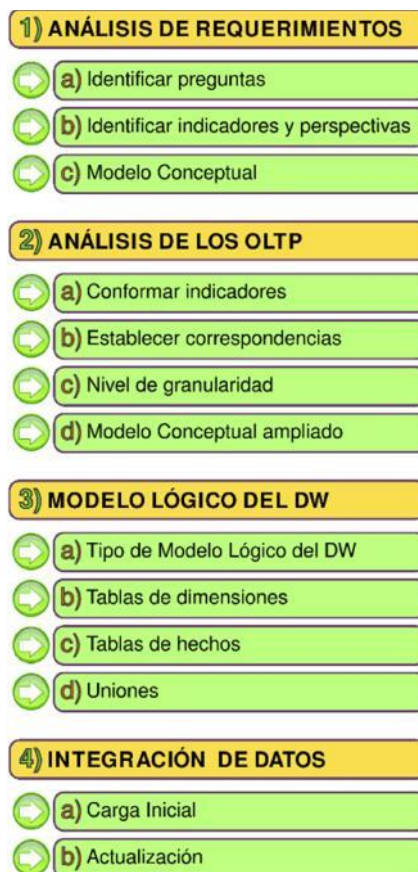 1) ANÁLISIS DE REQUERIMIENTOS
a) Identificar preguntas
b) Identificar indicadores y perspectivas
c) Modelo Conceptual
2) ANÁLISIS DE LOS OLTP
a) Conformar indicadores
b) Establecer correspondencias
c) Nivel de granularidad
d) Modelo Conceptual ampliado
3) MODELO LÓGICO DEL DW
a) Tipo de Modelo Lógico del DW
b) Tablas de dimensiones
c) Tablas de hechos
d) Uniones
4) INTEGRACIÓN DE DATOS
a) Carga Inicial
b) Actualización